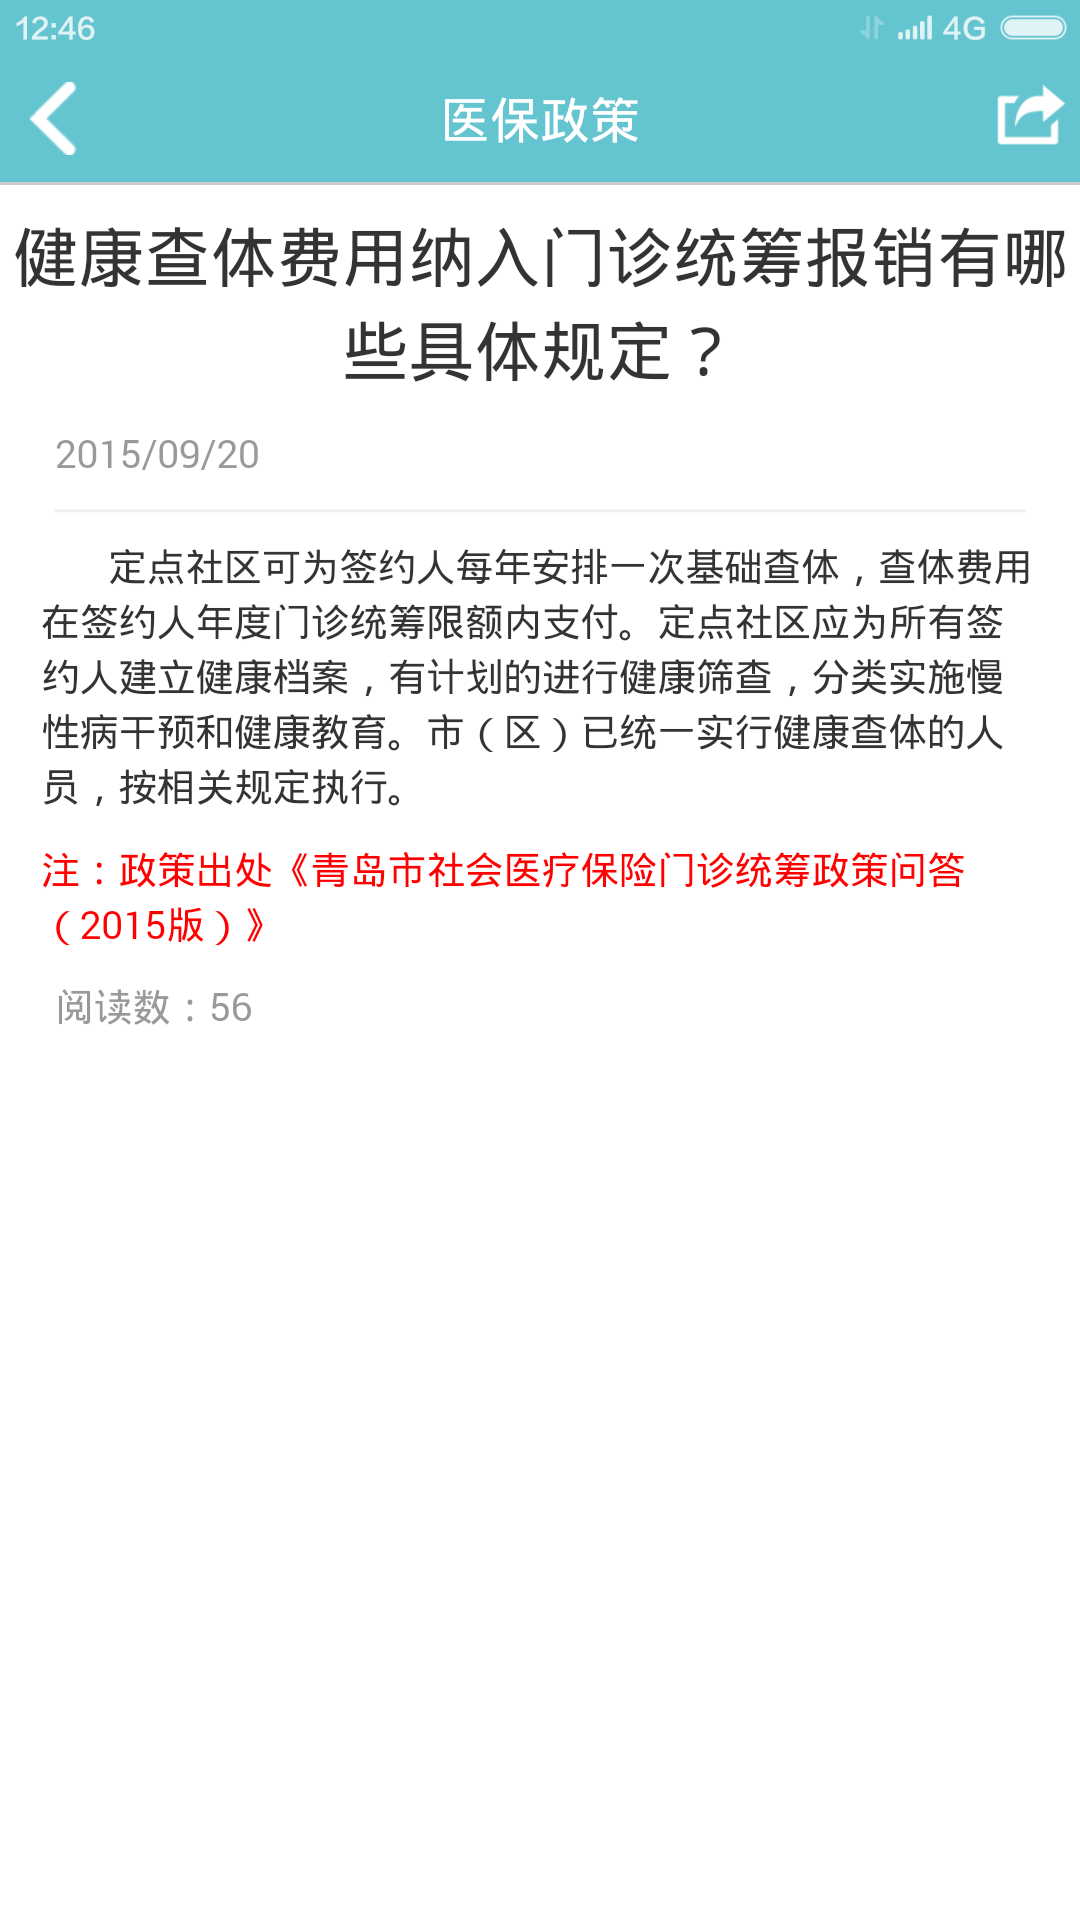 12:46
4G
医保政策
健康查体费用纳入门诊统筹报销有哪
些具体规定？
2015/09/20
定点社区可为签约人每年安排一次基础查体，查体费用
在签约人年度门诊统筹限额内支付。定点社区应为所有签
约人建立健康档案，有计划的进行健康筛查，分类实施慢
性病干预和健康教育。市（区）已统一实行健康查体的人
员，按相关规定执行。
注：政策出处《青岛市社会医疗保险门诊统筹政策问答
（2015版）》
阅读数：56